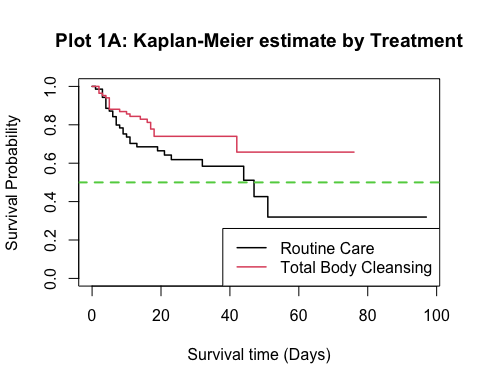 Plot 1A: Kaplan-Meier estimate by Treatment
Survival Probability
1.0
0.8
0.6
0.4
0.2
0.0
Routine Care
Total Body Cleansing
0 20 40 60 80 100
Survival time (Days)